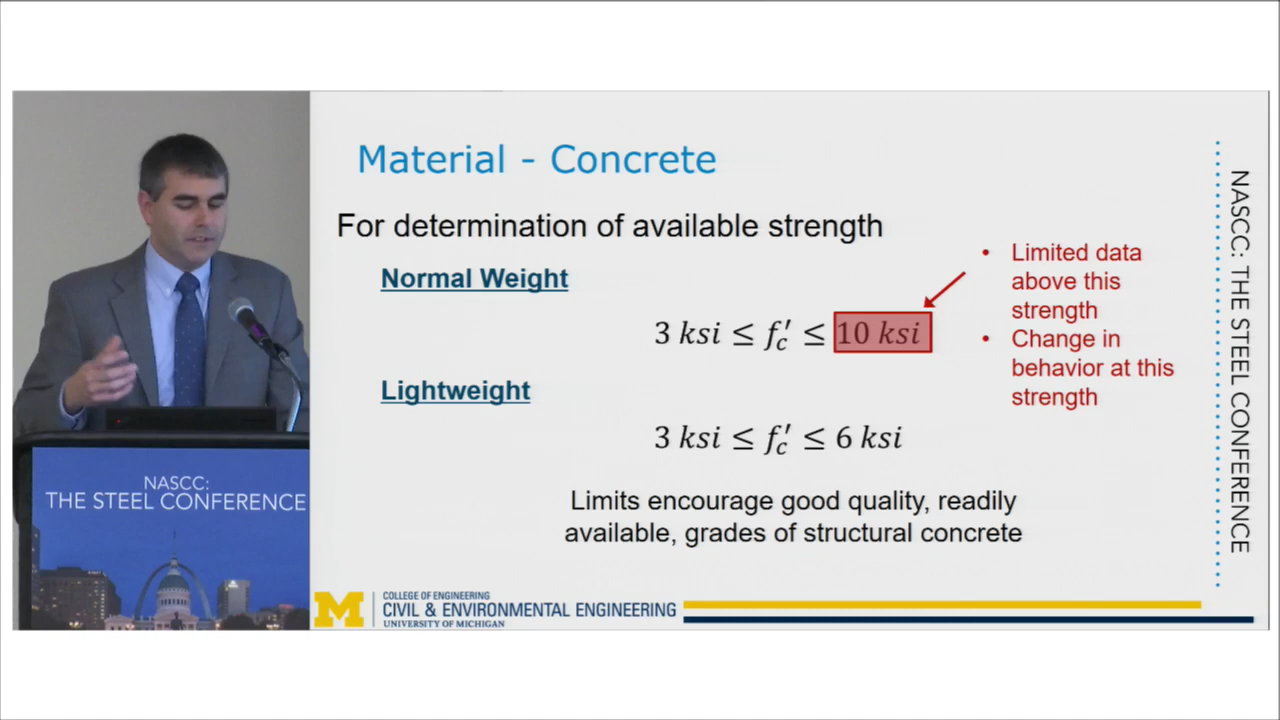 Material - Concrete
For determination of available strength
Normal Weight
3 ksi ≤ f′c ≤ 10 ksi
• Limited data
above this
strength
• Change in
behavior at this
strength
Lightweight
3 ksi ≤ f′c ≤ 6 ksi
Limits encourage good quality, readily
available, grades of structural concrete
NASCC: THE STEEL CONFERENCE
NASCC:
THE STEEL CONFERENCE
M
COLLEGE OF ENGINEERING
CIVIL & ENVIRONMENTAL ENGINEERING
UNIVERSITY OF MICHIGAN